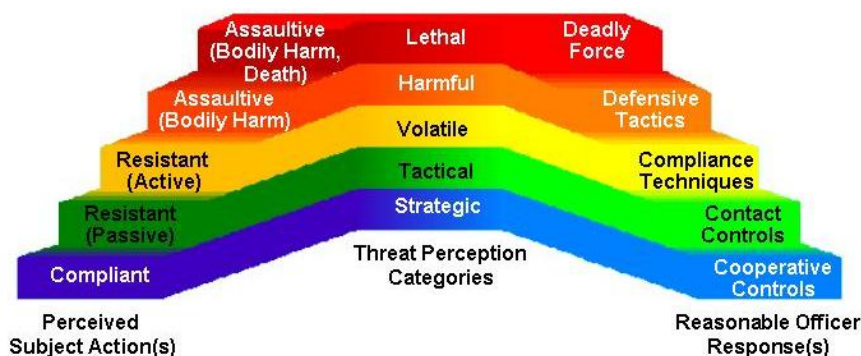 Assaultive
(Bodily Harm,
Death)
Lethal
Deadly
Force
Assaultive
(Bodily Harm)
Harmful
Defensive
Tactics
Resistant
(Active)
Volatile
Compliance
Techniques
Resistant
(Passive)
Tactical
Contact
Controls
Compliant
Strategic
Cooperative
Controls
Perceived
Subject Action(s)
Threat Perception
Categories
Reasonable Officer
Response(s)